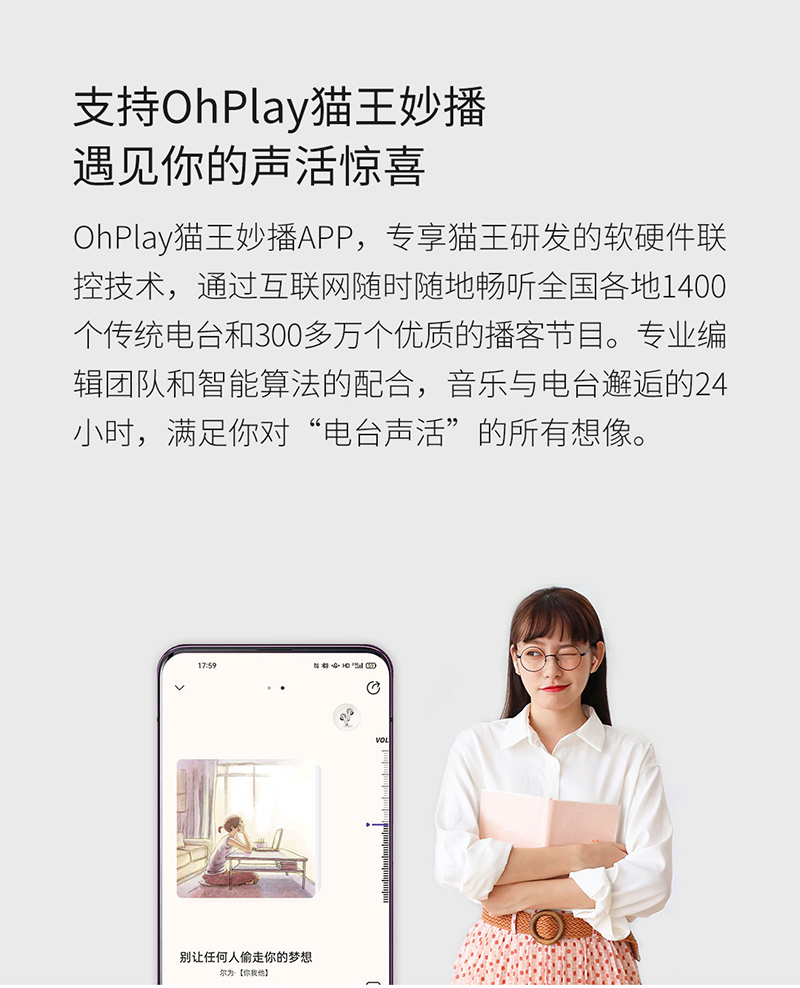 支持OhPlay猫王妙播
遇见你的声活惊喜
OhPlay猫王妙播APP，专享猫王研发的软硬件联
控技术，通过互联网随时随地畅听全国各地1400
个传统电台和300多万个优质的播客节目。专业编
辑团队和智能算法的配合，音乐与电台邂逅的24
小时，满足你对“电台声活”的所有想像。
17:59
HD
VOL
别让任何人偷走你的梦想
尔为·【你我他】